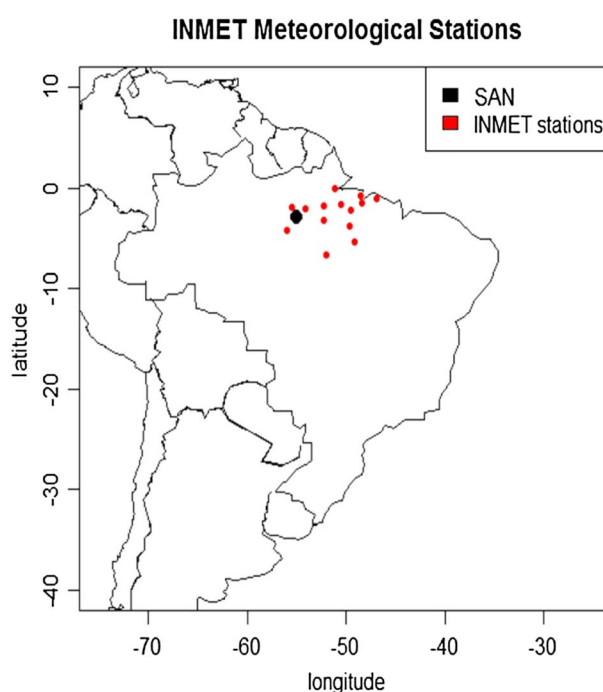 INMET Meteorological Stations
SAN
INMET stations
latitude
10
0
-10
-20
-30
-40
-70
-60
-50
-40
-30
longitude